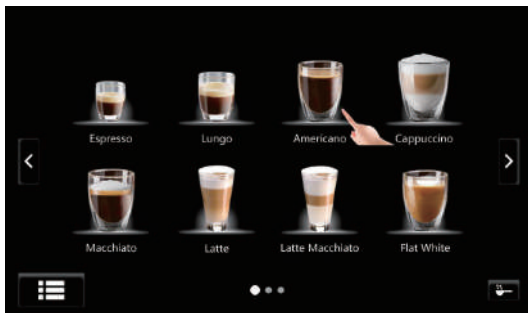 Espresso
Lungo
Americano
Cappuccino
Macchiato
Latte
Latte Macchiato
Flat White